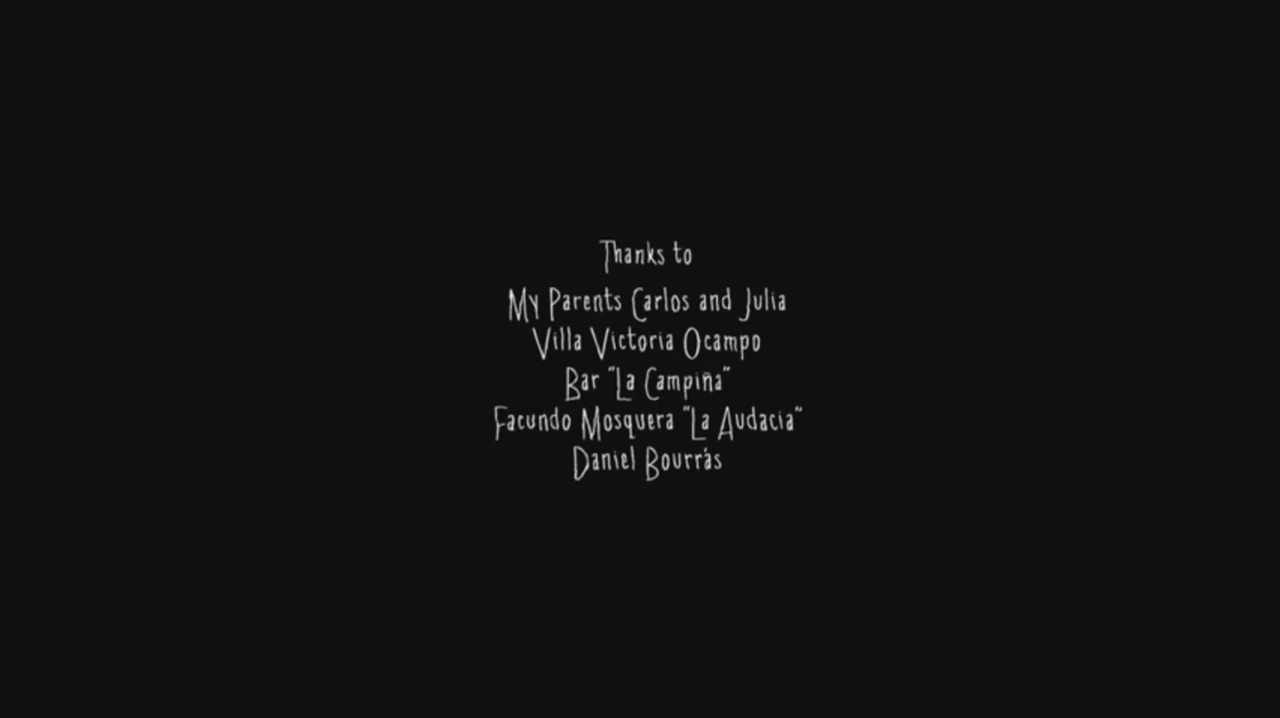 Thanks to
My Parents Carlos and Julia
Villa Victoria Ocampo
Bar "La Campiña"
Facundo Mosquera "La Audacia"
Daniel Bourrás